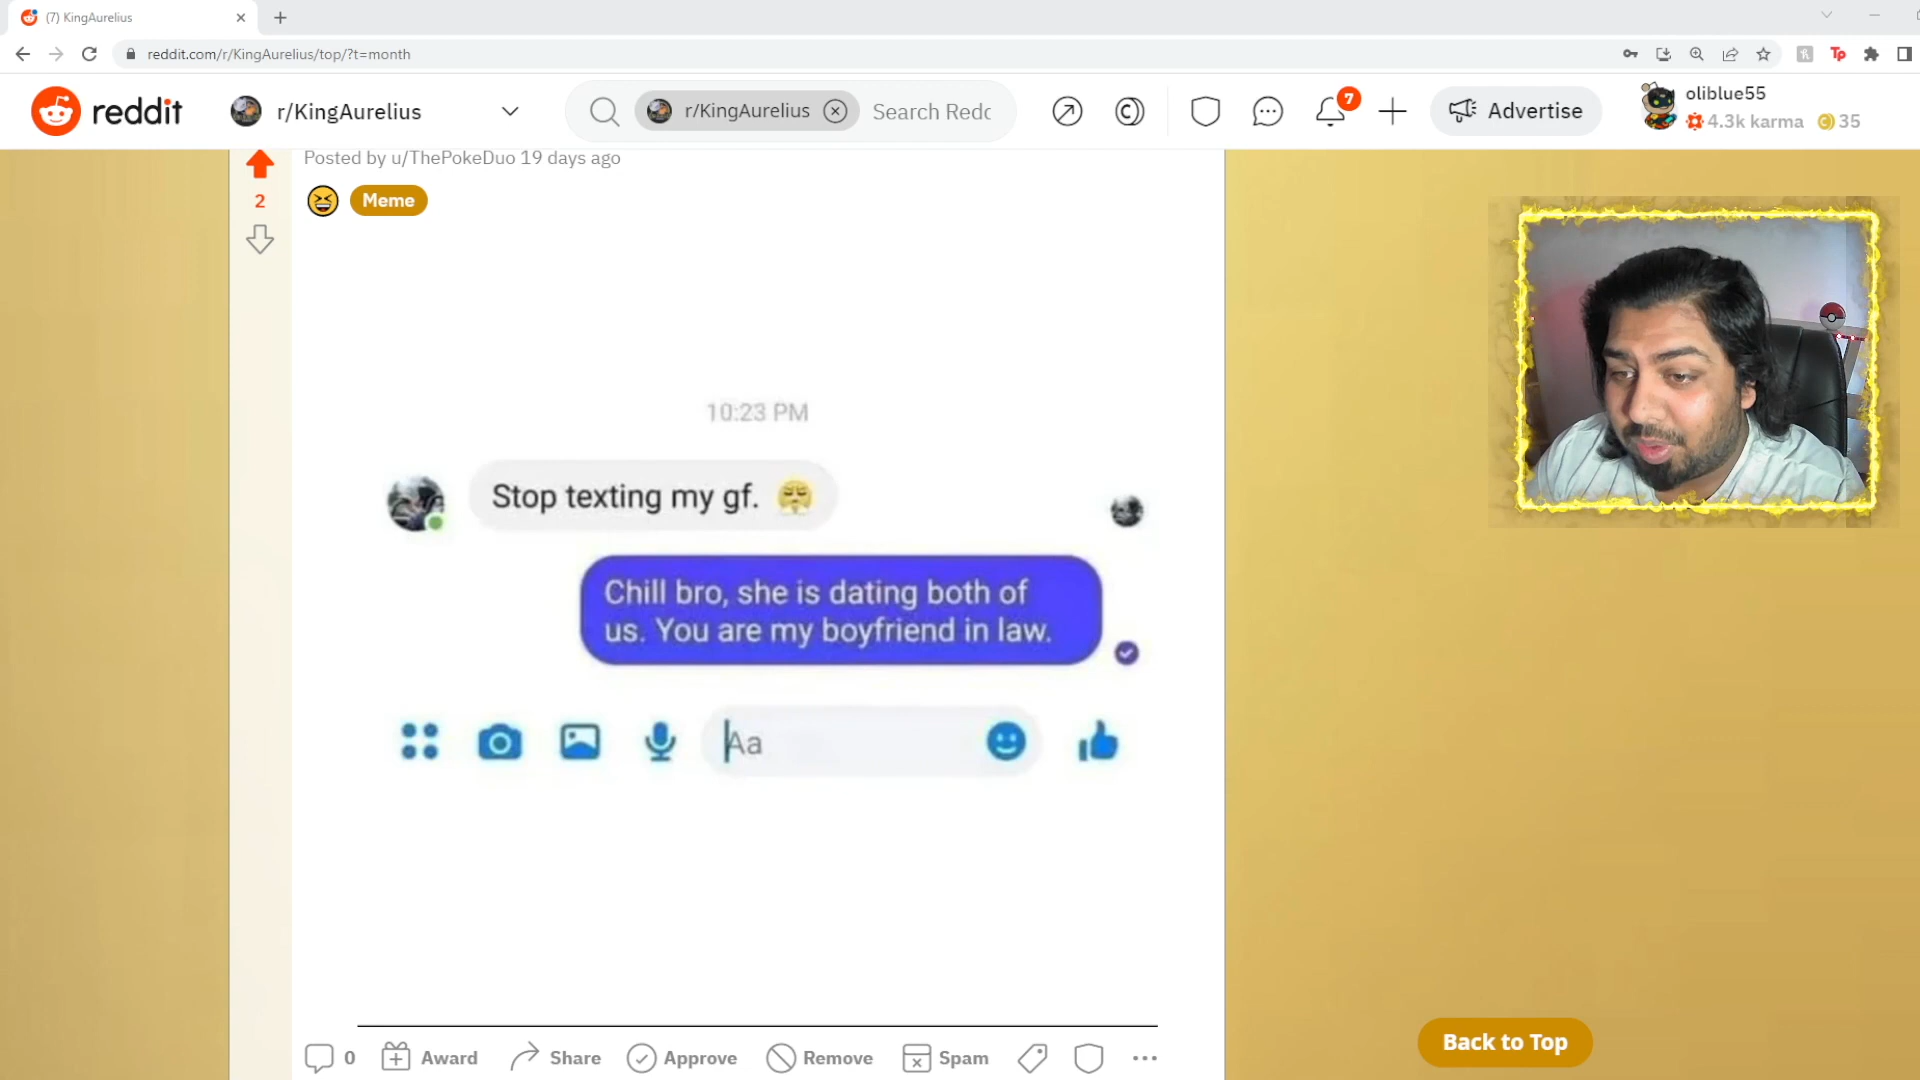 (7) KingAurelius
reddit.com/r/KingAurelius/top/?t=month
reddit
r/KingAurelius
r/KingAurelius
Search Redd
7
Advertise
oliblue55
4.3k karma
35
Posted by u/ThePokeDuo 19 days ago
2
Meme
10:23 PM
Stop texting my gf.
Chill bro, she is dating both of
us. You are my boyfriend in law.
Aa
0
Award
Share
Approve
Remove
Spam
Back to Top
Tp